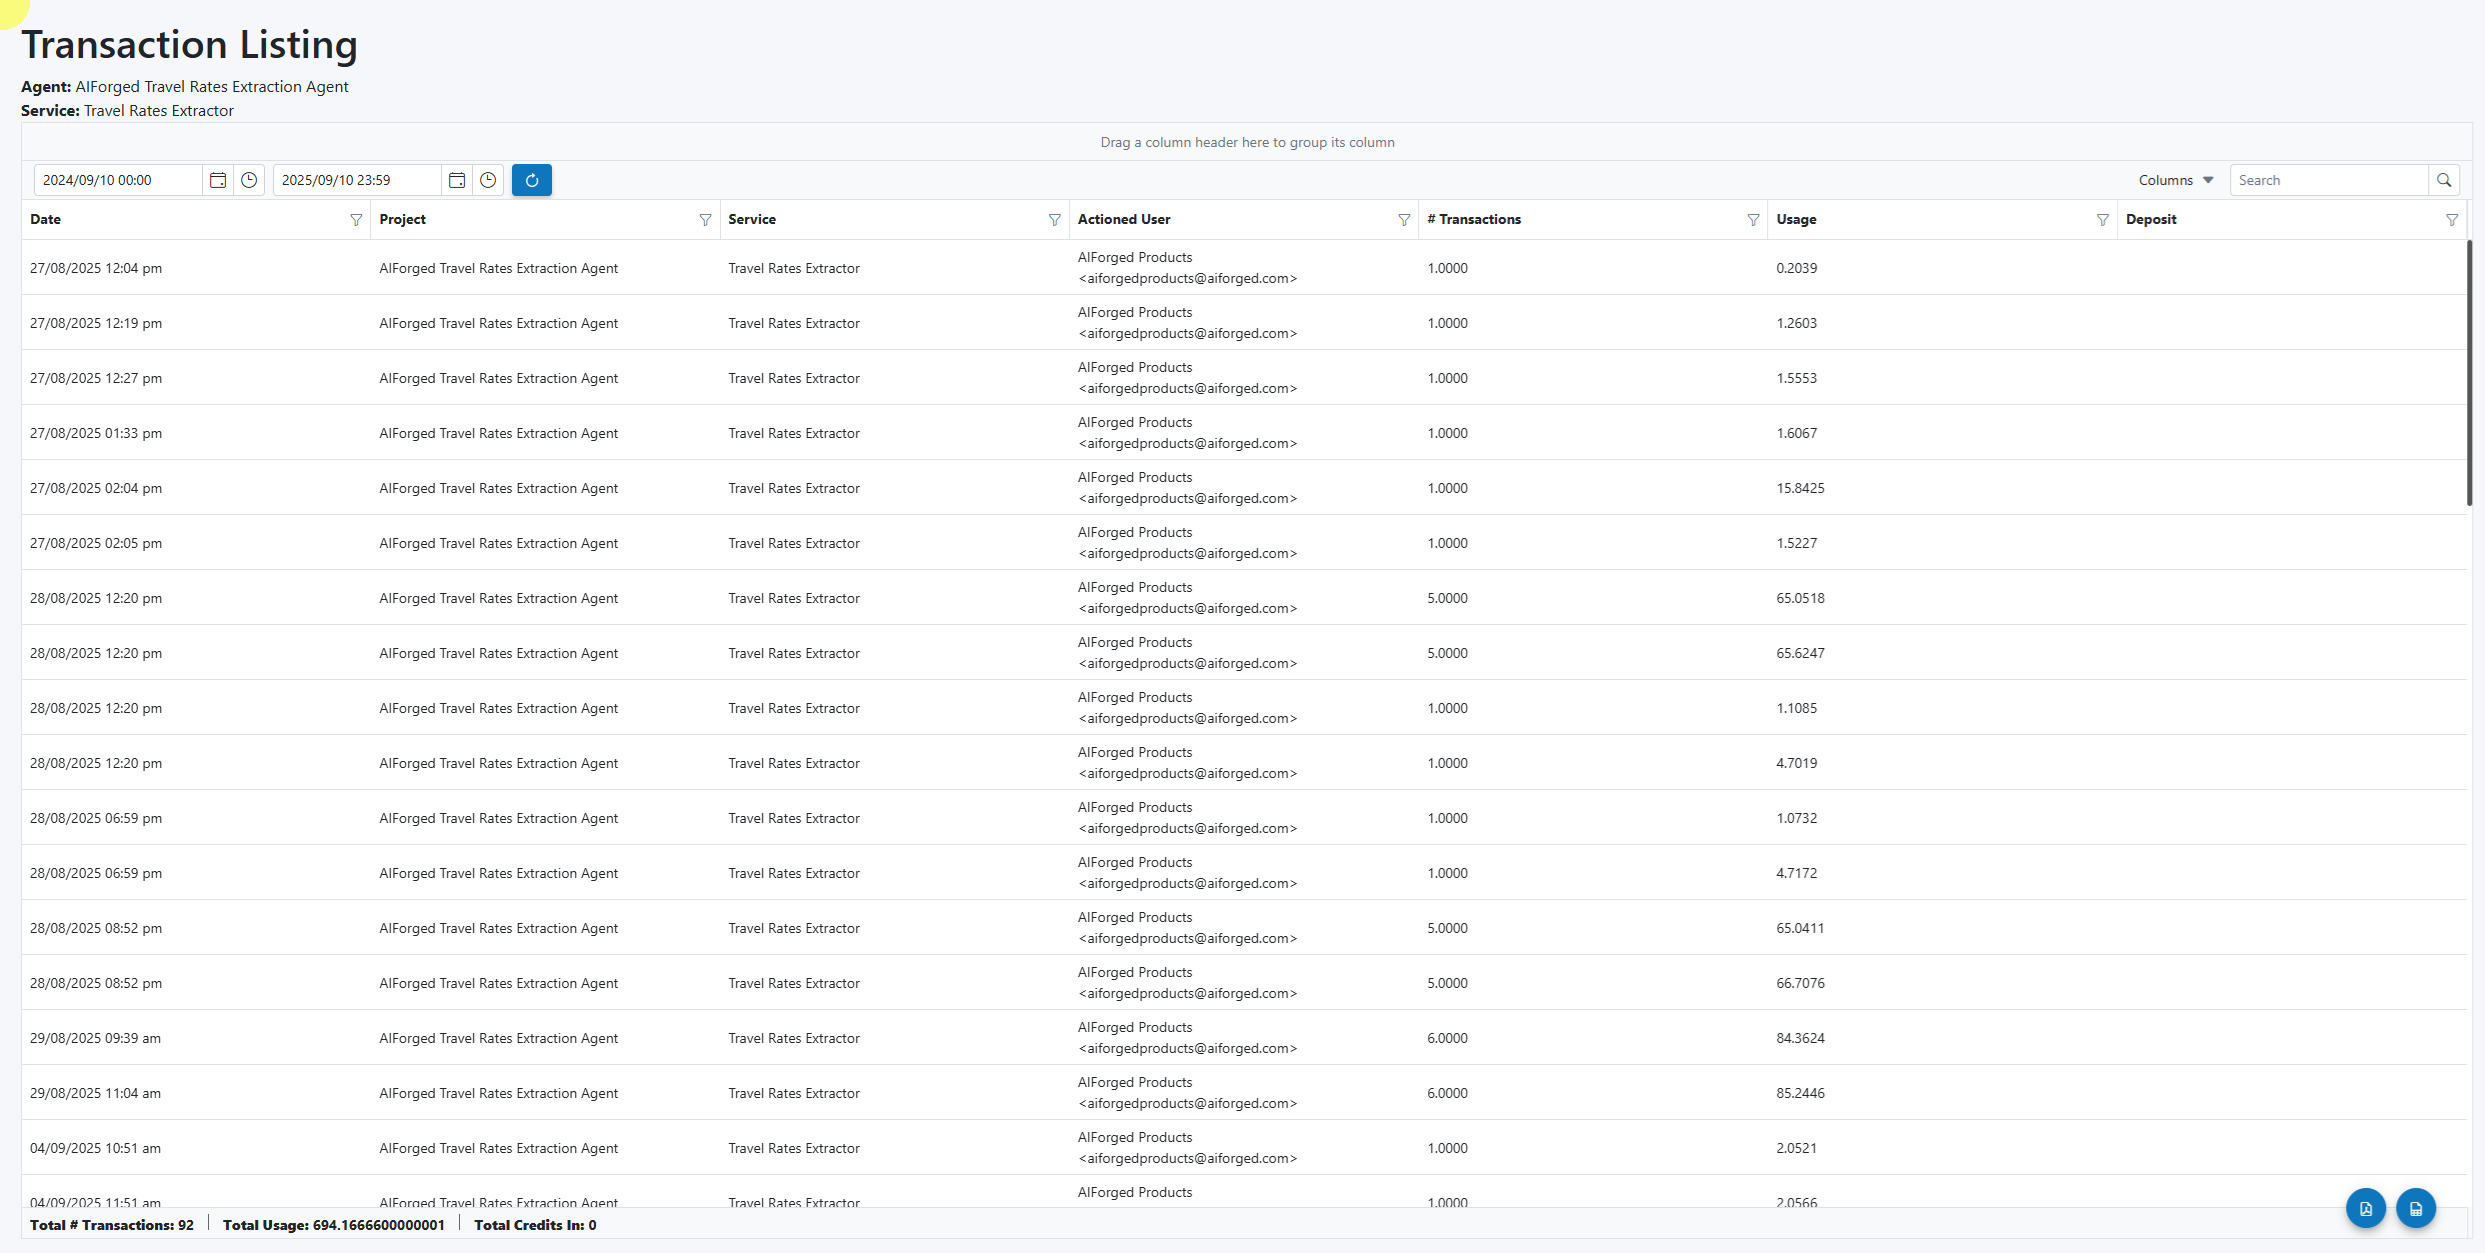 Transaction Listing
Agent: AIForged Travel Rates Extraction Agent
Service: Travel Rates Extractor
Drag a column header here to group its column
2024/09/10 00:00 2025/09/10 23:59 Columns Search
Date Project Service Actioned User # Transactions Usage Deposit
27/08/2025 12:04 pm AIForged Travel Rates Extraction Agent Travel Rates Extractor AIForged Products 1.0000 0.2039
<aiforgedproducts@aiforged.com>
27/08/2025 12:19 pm AIForged Travel Rates Extraction Agent Travel Rates Extractor AIForged Products 1.0000 1.2603
<aiforgedproducts@aiforged.com>
27/08/2025 12:27 pm AIForged Travel Rates Extraction Agent Travel Rates Extractor AIForged Products 1.0000 1.5553
<aiforgedproducts@aiforged.com>
27/08/2025 01:33 pm AIForged Travel Rates Extraction Agent Travel Rates Extractor AIForged Products 1.0000 1.6067
<aiforgedproducts@aiforged.com>
27/08/2025 02:04 pm AIForged Travel Rates Extraction Agent Travel Rates Extractor AIForged Products 1.0000 15.8425
<aiforgedproducts@aiforged.com>
27/08/2025 02:05 pm AIForged Travel Rates Extraction Agent Travel Rates Extractor AIForged Products 1.0000 1.5227
<aiforgedproducts@aiforged.com>
28/08/2025 12:20 pm AIForged Travel Rates Extraction Agent Travel Rates Extractor AIForged Products 5.0000 65.0518
<aiforgedproducts@aiforged.com>
28/08/2025 12:20 pm AIForged Travel Rates Extraction Agent Travel Rates Extractor AIForged Products 5.0000 65.6247
<aiforgedproducts@aiforged.com>
28/08/2025 12:20 pm AIForged Travel Rates Extraction Agent Travel Rates Extractor AIForged Products 1.0000 1.1085
<aiforgedproducts@aiforged.com>
28/08/2025 12:20 pm AIForged Travel Rates Extraction Agent Travel Rates Extractor AIForged Products 1.0000 4.7019
<aiforgedproducts@aiforged.com>
28/08/2025 06:59 pm AIForged Travel Rates Extraction Agent Travel Rates Extractor AIForged Products 1.0000 1.0732
<aiforgedproducts@aiforged.com>
28/08/2025 06:59 pm AIForged Travel Rates Extraction Agent Travel Rates Extractor AIForged Products 1.0000 4.7172
<aiforgedproducts@aiforged.com>
28/08/2025 08:52 pm AIForged Travel Rates Extraction Agent Travel Rates Extractor AIForged Products 5.0000 65.0411
<aiforgedproducts@aiforged.com>
28/08/2025 08:52 pm AIForged Travel Rates Extraction Agent Travel Rates Extractor AIForged Products 5.0000 66.7076
<aiforgedproducts@aiforged.com>
29/08/2025 09:39 am AIForged Travel Rates Extraction Agent Travel Rates Extractor AIForged Products 6.0000 84.3624
<aiforgedproducts@aiforged.com>
29/08/2025 11:04 am AIForged Travel Rates Extraction Agent Travel Rates Extractor AIForged Products 6.0000 85.2446
<aiforgedproducts@aiforged.com>
04/09/2025 10:51 am AIForged Travel Rates Extraction Agent Travel Rates Extractor AIForged Products 1.0000 2.0521
<aiforgedproducts@aiforged.com>
04/09/2025 11:51 am AIForged Travel Rates Extraction Agent Travel Rates Extractor AIForged Products 1.0000 2.0566
Total # Transactions: 92 Total Usage: 694.1666600000001 Total Credits In: 0